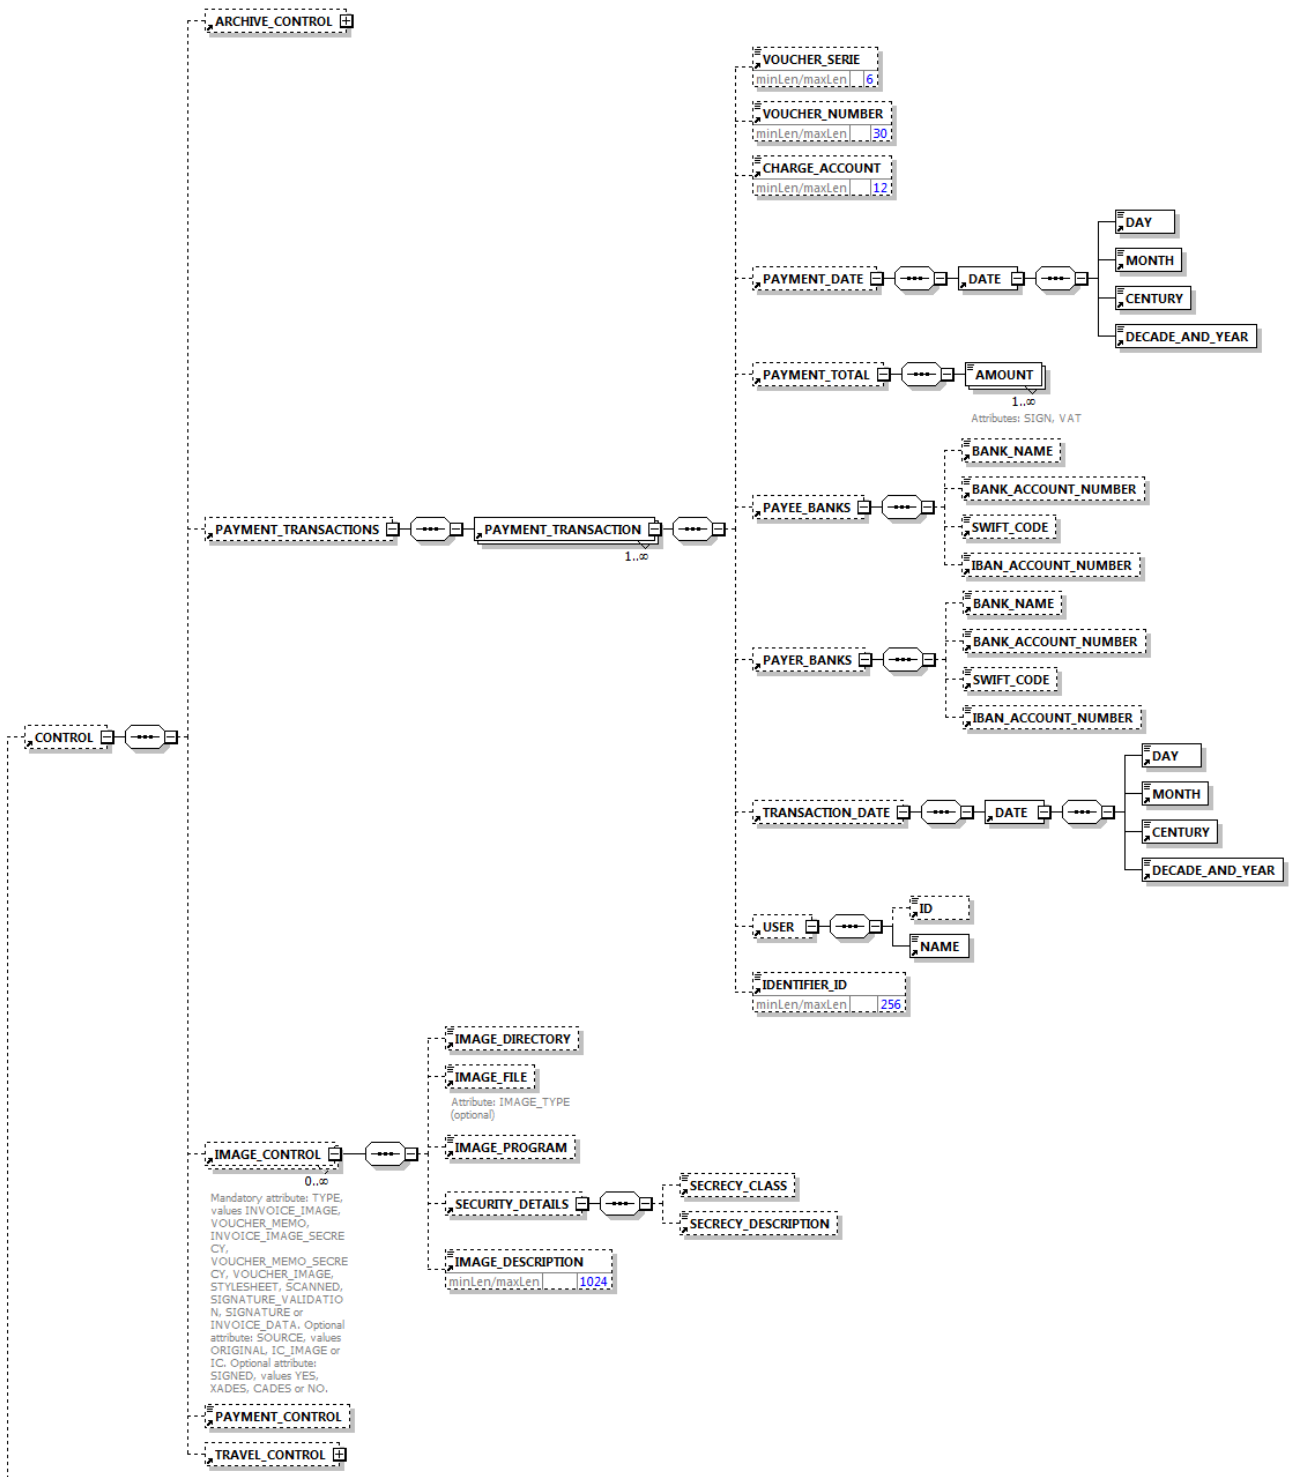 ARCHIVE_CONTROL
VOUCHER_SERIE
minLen/maxLen 6
VOUCHER_NUMBER
minLen/maxLen 30
CHARGE_ACCOUNT
minLen/maxLen 12
DAY
MONTH
PAYMENT_DATE
DATE
CENTURY
DECADE_AND_YEAR
PAYMENT_TOTAL
AMOUNT
1..∞
Attributes: SIGN, VAT
BANK_NAME
BANK_ACCOUNT_NUMBER
PAYEE_BANKS
SWIFT_CODE
IBAN_ACCOUNT_NUMBER
PAYMENT_TRANSACTIONS
PAYMENT_TRANSACTION
1..∞
BANK_NAME
BANK_ACCOUNT_NUMBER
PAYER_BANKS
SWIFT_CODE
IBAN_ACCOUNT_NUMBER
CONTROL
DAY
MONTH
TRANSACTION_DATE
DATE
CENTURY
DECADE_AND_YEAR
ID
USER
NAME
IDENTIFIER_ID
minLen/maxLen 256
IMAGE_DIRECTORY
IMAGE_FILE
Attribute: IMAGE_TYPE
(optional)
IMAGE_PROGRAM
IMAGE_CONTROL
0..∞
Mandatory attribute: TYPE,
values INVOICE_IMAGE,
VOUCHER_MEMO,
INVOICE_IMAGE_SECRE
CY,
VOUCHER_MEMO_SECRE
CY, VOUCHER_IMAGE,
STYLESHEET, SCANNED,
SIGNATURE_VALIDATIO
N, SIGNATURE or
INVOICE_DATA. Optional
attribute: SOURCE, values
ORIGINAL, IC_IMAGE or
IC. Optional attribute:
SIGNED, values YES,
XADES, CADES or NO.
SECRECY_CLASS
SECURITY_DETAILS
SECRECY_DESCRIPTION
IMAGE_DESCRIPTION
minLen/maxLen 1024
PAYMENT_CONTROL
TRAVEL_CONTROL